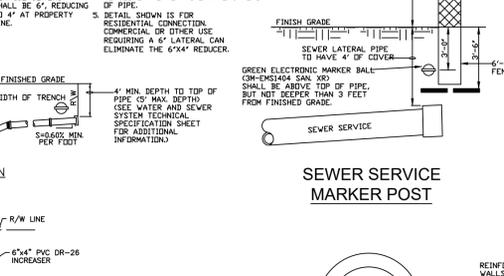 HALL BE 6', REDUCING
O 4' AT PROPERTY
NE.
OF PIPE.
5. DETAIL SHOWN IS FOR
RESIDENTIAL CONNECTION.
COMMERCIAL OR OTHER USE
REQUIRING A 6' LATERAL CAN
ELIMINATE THE 6'X4' REDUCER.
FINISHED GRADE
IDTH OF TRENCH
R/W
4' MIN. DEPTH TO TOP OF
PIPE (5' MAX. DEPTH)
(SEE WATER AND SEWER
SYSTEM TECHNICAL
SPECIFICATION SHEET
FOR ADDITIONAL
INFORMATION.)
S=0.60% MIN.
PER FOOT
N
R/W LINE
6"x4" PVC DR-26
INCREASER
FINISH GRADE
SEWER LATERAL PIPE
TO HAVE 4' OF COVER
GREEN ELECTRONIC MARKER BALL
(3M-EMS1404 SAN XR)
SHALL BE ABOVE TOP OF PIPE,
BUT NOT DEEPER THAN 3 FEET
FROM FINISHED GRADE.
3'-0"
3'-6"
6'-
FEN
SEWER SERVICE
SEWER SERVICE
MARKER POST
REINF
WALLS